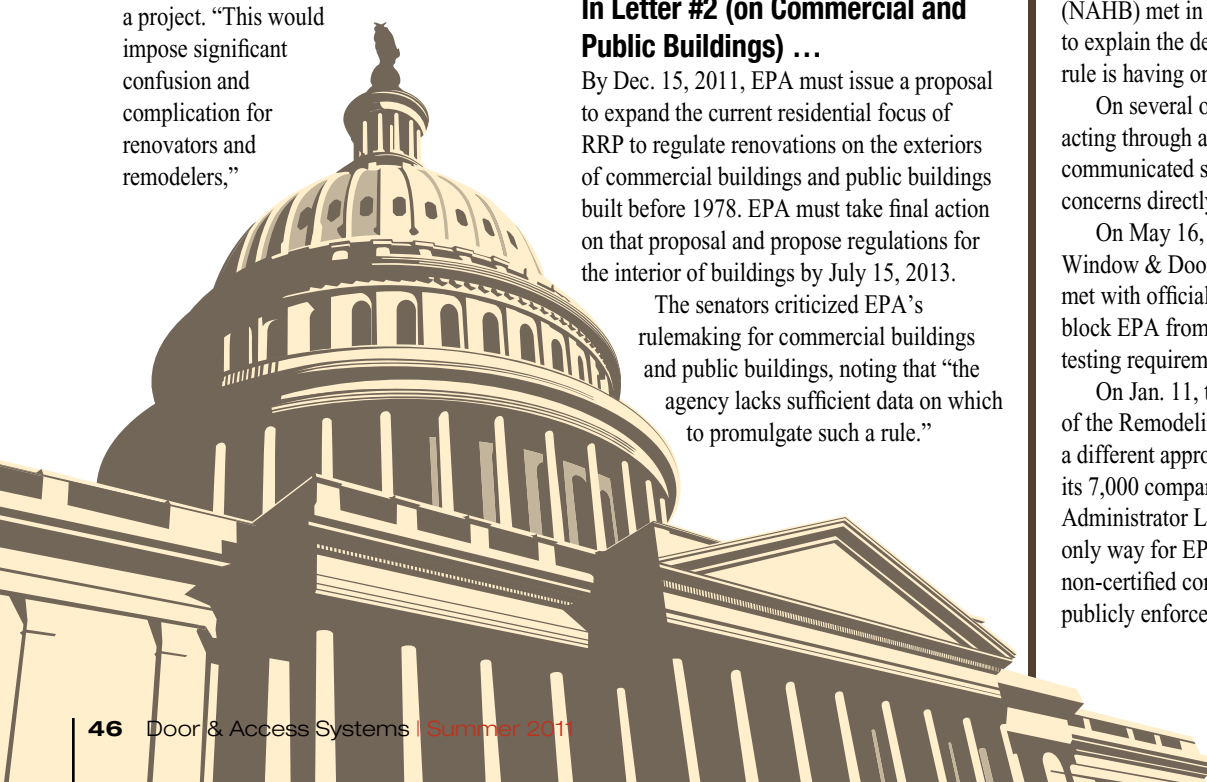 a project. “This would
impose significant
confusion and
complication for
renovators and
remodelers,”
In Letter #2 (on Commercial and
Public Buildings) …
By Dec. 15, 2011, EPA must issue a proposal
to expand the current residential focus of
RRP to regulate renovations on the exteriors
of commercial buildings and public buildings
built before 1978. EPA must take final action
on that proposal and propose regulations for
the interior of buildings by July 15, 2013.
The senators criticized EPA’s
rulemaking for commercial buildings
and public buildings, noting that “the
agency lacks sufficient data on which
to promulgate such a rule.”
(NAHB) met in
to explain the de
rule is having on
On several o
acting through a
communicated s
concerns directly
On May 16,
Window & Doo
met with official
block EPA from
testing requirem
On Jan. 11, t
of the Remodeli
a different appro
its 7,000 compan
Administrator L
only way for EP
non-certified con
publicly enforce
46 Door & Access Systems | Summer 2011